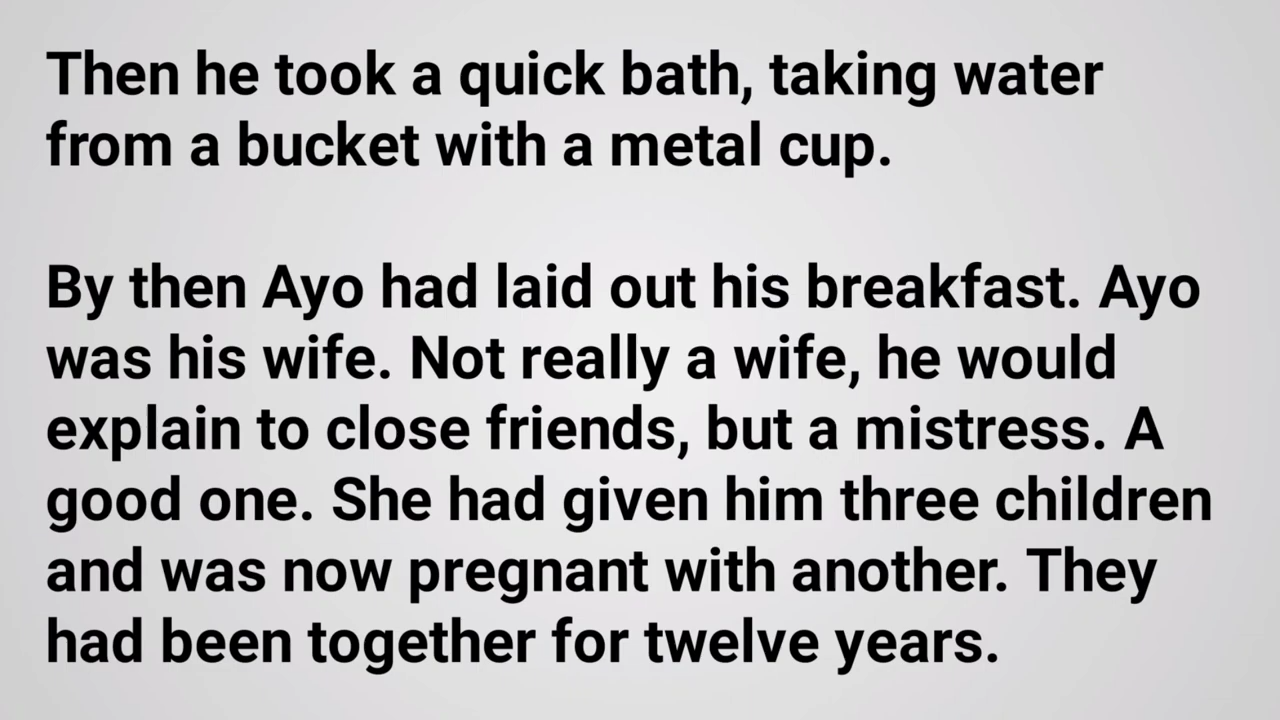 Then he took a quick bath, taking water
from a bucket with a metal cup.
By then Ayo had laid out his breakfast. Ayo
was his wife. Not really a wife, he would
explain to close friends, but a mistress. A
good one. She had given him three children
and was now pregnant with another. They
had been together for twelve years.